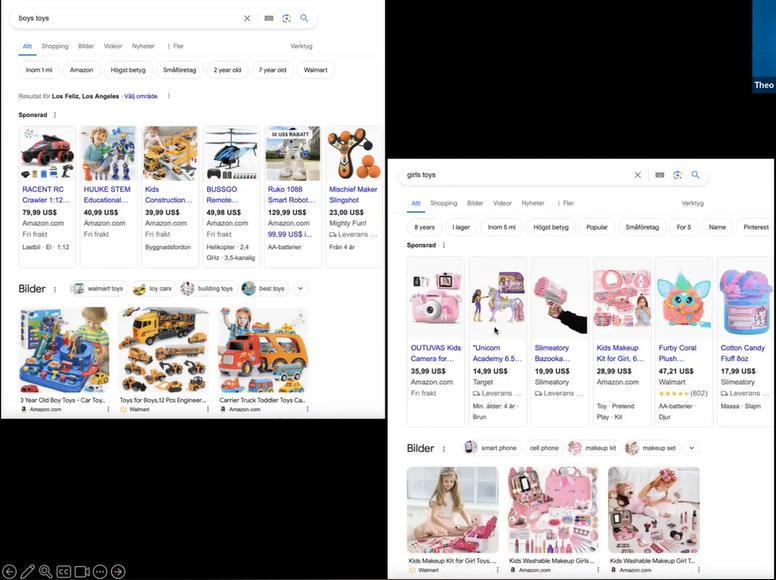 boys toys
Allt Shopping Bilder Videor Nyheter Fler Verktyg
Inom 1 mi Amazon Högst betyg Småföretag 2 year old 7 year old Walmart
Resultat för Los Feliz, Los Angeles · Välj område
Sponsrad
30 US$ RABATT
RACENT RC Crawler 1:12...
79,99 US$
Amazon.com
Fri frakt
Lastbil · El · 1:12
HUUKE STEM Educational...
40,99 US$
Amazon.com
Fri frakt
Kids Construction...
39,99 US$
Amazon.com
Fri frakt
Byggnadsfordon
BUSSGO Remote...
49,98 US$
Amazon.com
Fri frakt
Helikopter · 2,4 GHz · 3,5-kanalig
Ruko 1088 Smart Robot...
129,99 US$
Amazon.com
99,99 US$ i...
AA-batterier
Mischief Maker Slingshot
23,00 US$
Mighty Fun!
Leverans ...
Från 4 år
Bilder
walmart toys toy cars building toys best toys
3 Year Old Boy Toys - Car Toy...
Amazon.com
Toys for Boys,12 Pcs Engineer...
Walmart
Carrier Truck Toddler Toys Ca...
Amazon.com
Theo
girls toys
Allt Shopping Bilder Videor Nyheter Fler Verktyg
8 years I lager Inom 5 mi Högst betyg Popular Småföretag For 5 Name Pinterest
Sponsrad
OUTUVAS Kids Camera for...
35,99 US$
Amazon.com
Fri frakt
"Unicorn Academy 6.5...
14,99 US$
Target
Leverans ...
Min. ålder: 4 år · Brun
Slimeatory Bazooka...
19,99 US$
Slimeatory
Leverans ...
Kids Makeup Kit for Girl, 6...
28,99 US$
Amazon.com
Toy · Pretend Play · Kit
Furby Coral Plush...
47,21 US$
Walmart
(602)
AA-batterier · Djur
Cotton Candy Fluff 8oz
17,99 US$
Slimeatory
Leverans ...
Massa · Slajm
Bilder
smart phone cell phone makeup kit makeup set
Kids Makeup Kit for Girl Toys, ...
Walmart
Kids Washable Makeup Girls ...
Amazon.com
Kids Washable Makeup Girl T...
Amazon.com